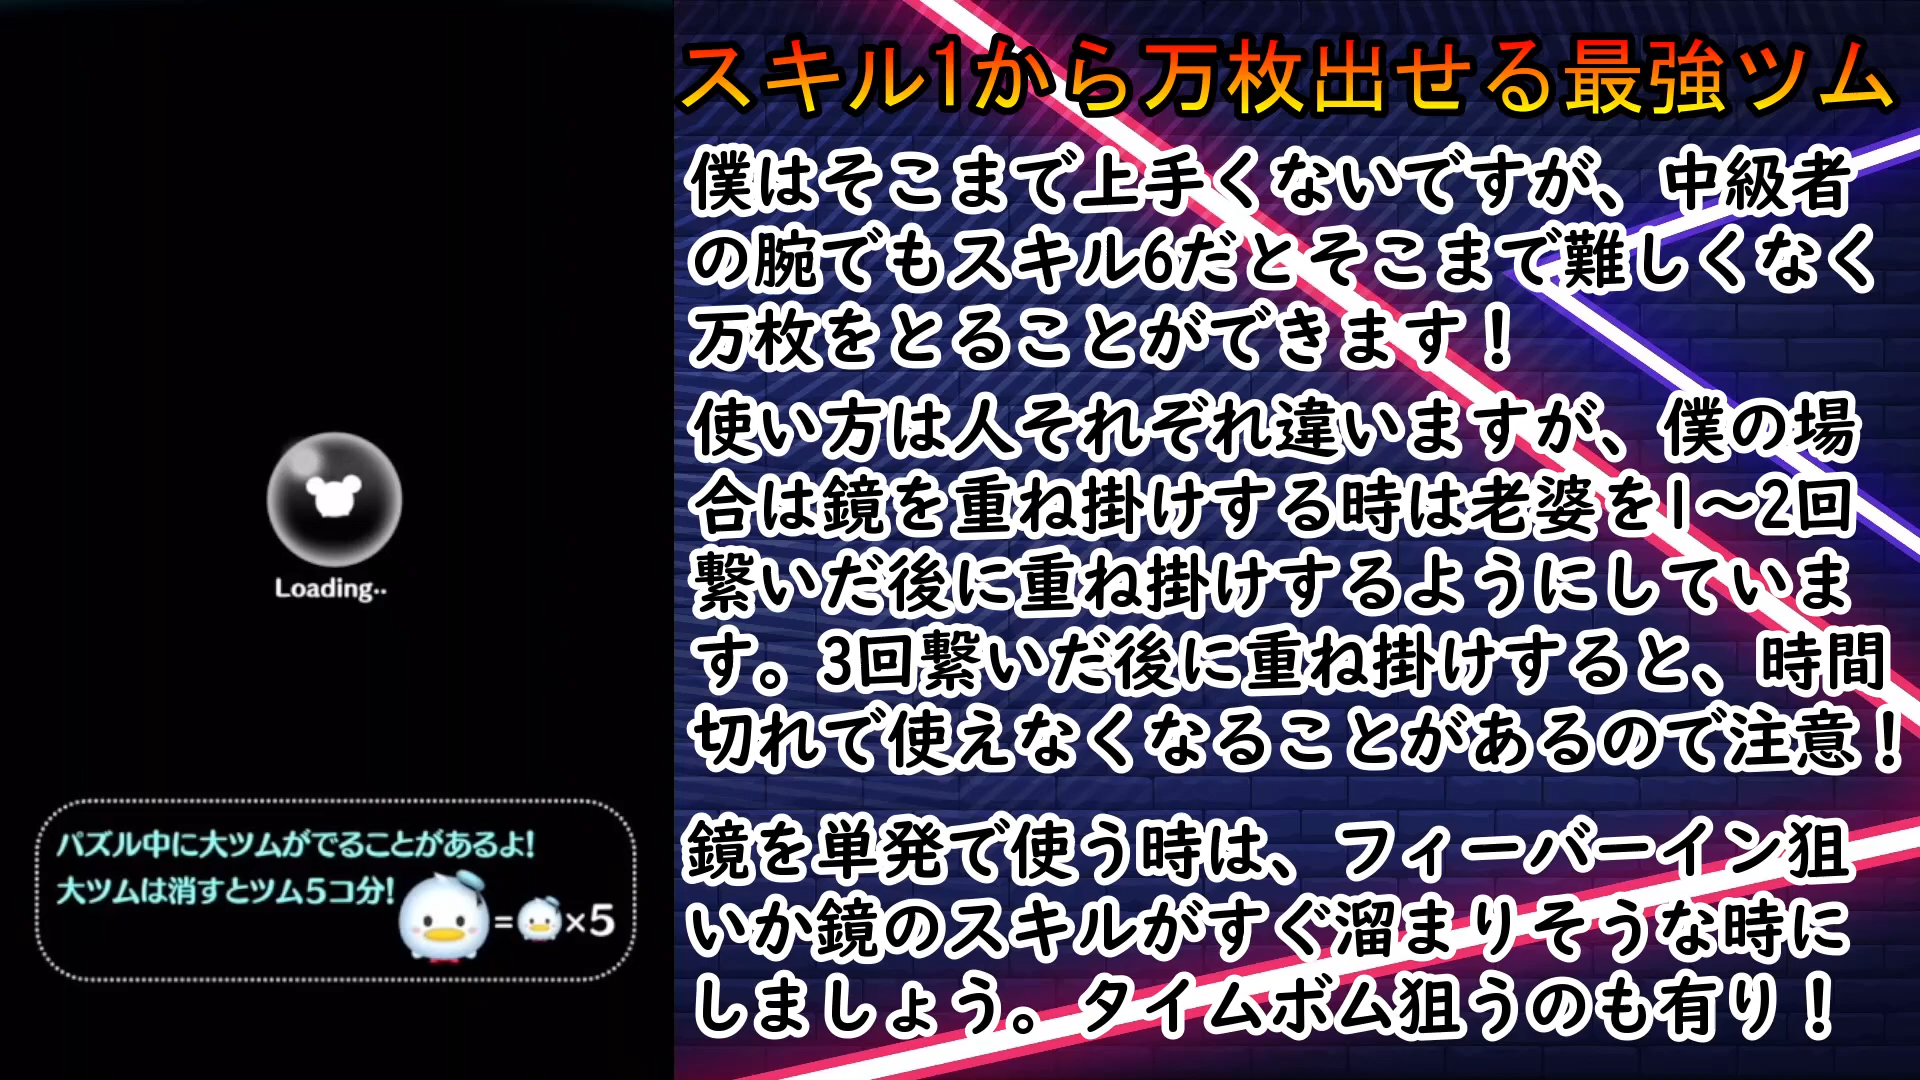 スキル1から万枚出せる最強ツム
僕はそこまで上手くないですが、中級者
の腕でもスキル6だとそこまで難しくなく
万枚をとることができます！
使い方は人それぞれ違いますが、僕の場
合は鏡を重ね掛けする時は老婆を1～2回
繋いだ後に重ね掛けするようにしていま
す。3回繋いだ後に重ね掛けすると、時間
切れで使えなくなることがあるので注意！
鏡を単発で使う時は、フィーバーイン狙
いか鏡のスキルがすぐ溜まりそうな時に
しましょう。タイムボム狙うのも有り！
Loading..
パズル中に大ツムがでることがあるよ!
大ツムは消すとツム5コ分!
=×5